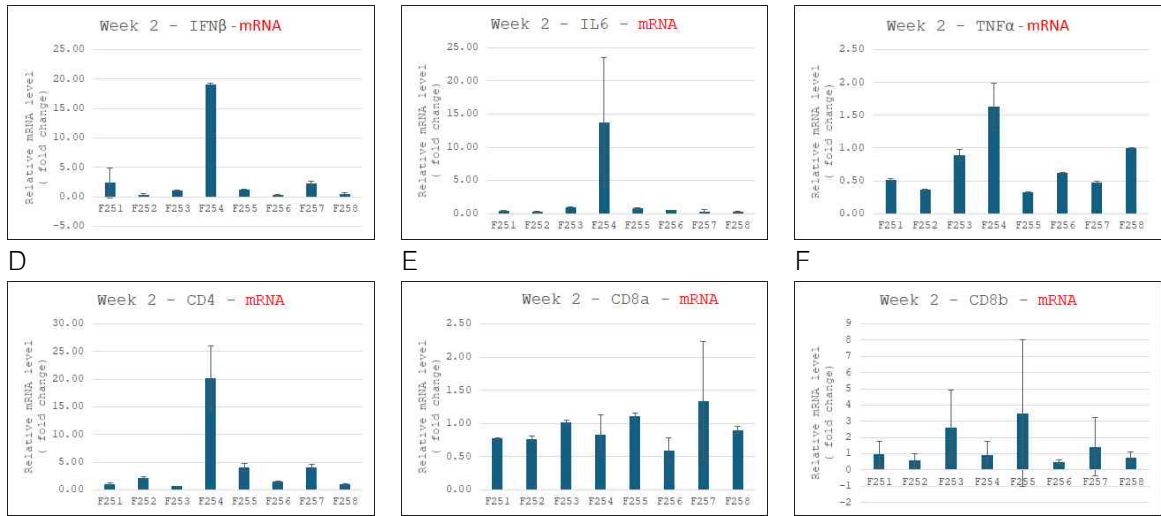 Week 2 - IFNβ - mRNA
Relative mRNA level
( fold change)
25.00
20.00
15.00
10.00
5.00
0.00
-5.00
F251 F252 F253 F254 F255 F256 F257 F258
Week 2 - IL6 - mRNA
Relative mRNA level
( fold change)
25.00
20.00
15.00
10.00
5.00
0.00
F251 F252 F253 F254 F255 F256 F257 F258
Week 2 - TNFα - mRNA
Relative mRNA level
( fold change)
2.50
2.00
1.50
1.00
0.50
0.00
F251 F252 F253 F254 F255 F256 F257 F258
D
Week 2 - CD4 - mRNA
Relative mRNA level
( fold change)
30.00
25.00
20.00
15.00
10.00
5.00
0.00
F251 F252 F253 F254 F255 F256 F257 F258
E
Week 2 - CD8a - mRNA
Relative mRNA level
( fold change)
2.50
2.00
1.50
1.00
0.50
0.00
F251 F252 F253 F254 F255 F256 F257 F258
F
Week 2 - CD8b - mRNA
Relative mRNA level
( fold change)
9
8
7
6
5
4
3
2
1
0
-1
-2
F251 F252 F253 F254 F255 F256 F257 F258